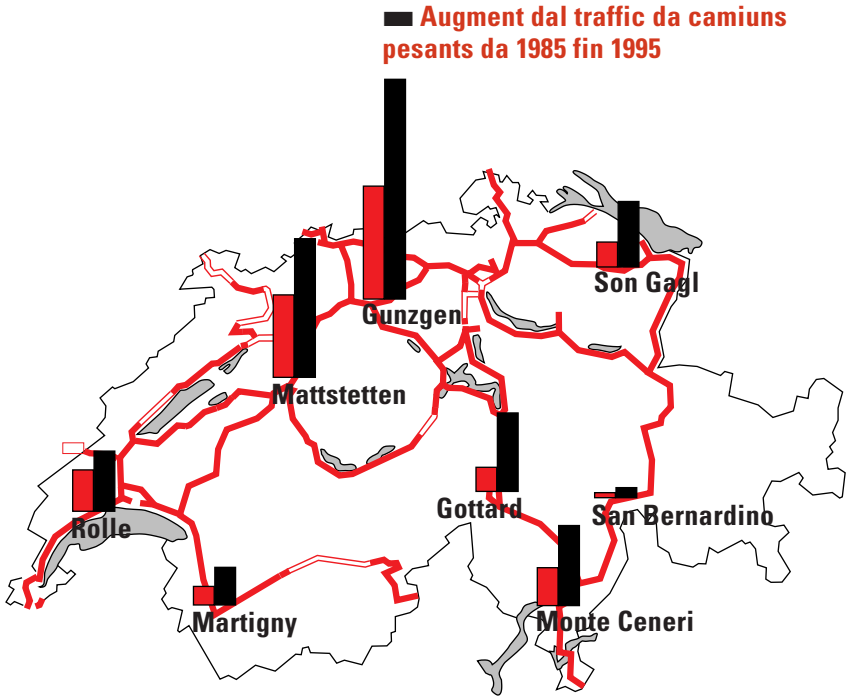 Augment dal traffic da camiuns
pesants da 1985 fin 1995
Son Gagl
Gunzgen
Mattstetten
Gottard
San Bernardino
Rolle
Martigny
Monte Ceneri